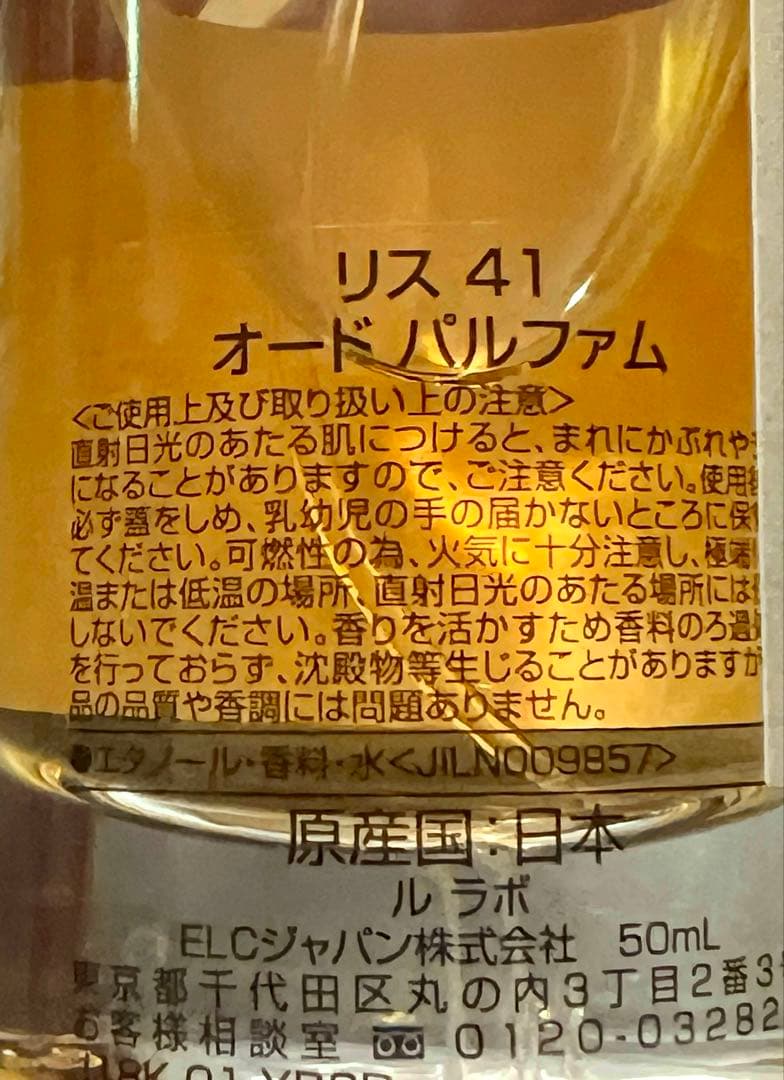 リス 41
オード パルファム
<ご使用上及び取り扱い上の注意>
直射日光のあたる肌につけると、まれにかぶれや
になることがありますので、ご注意ください。使用
必ず蓋をしめ、乳幼児の手の届かないところに保
てください。可燃性の為、火気に十分注意し、極端
温または低温の場所、直射日光のあたる場所には
しないでください。香りを活かすため香料のろ過
を行っておらず、沈殿物等生じることがありますが
品の品質や香調には問題ありません。
●エタノール・香料・水<JILN009857>
原産国:日本
ル ラボ
ELCジャパン株式会社 50mL
東京都千代田区丸の内3丁目2番3
お客様相談室 0120-03282